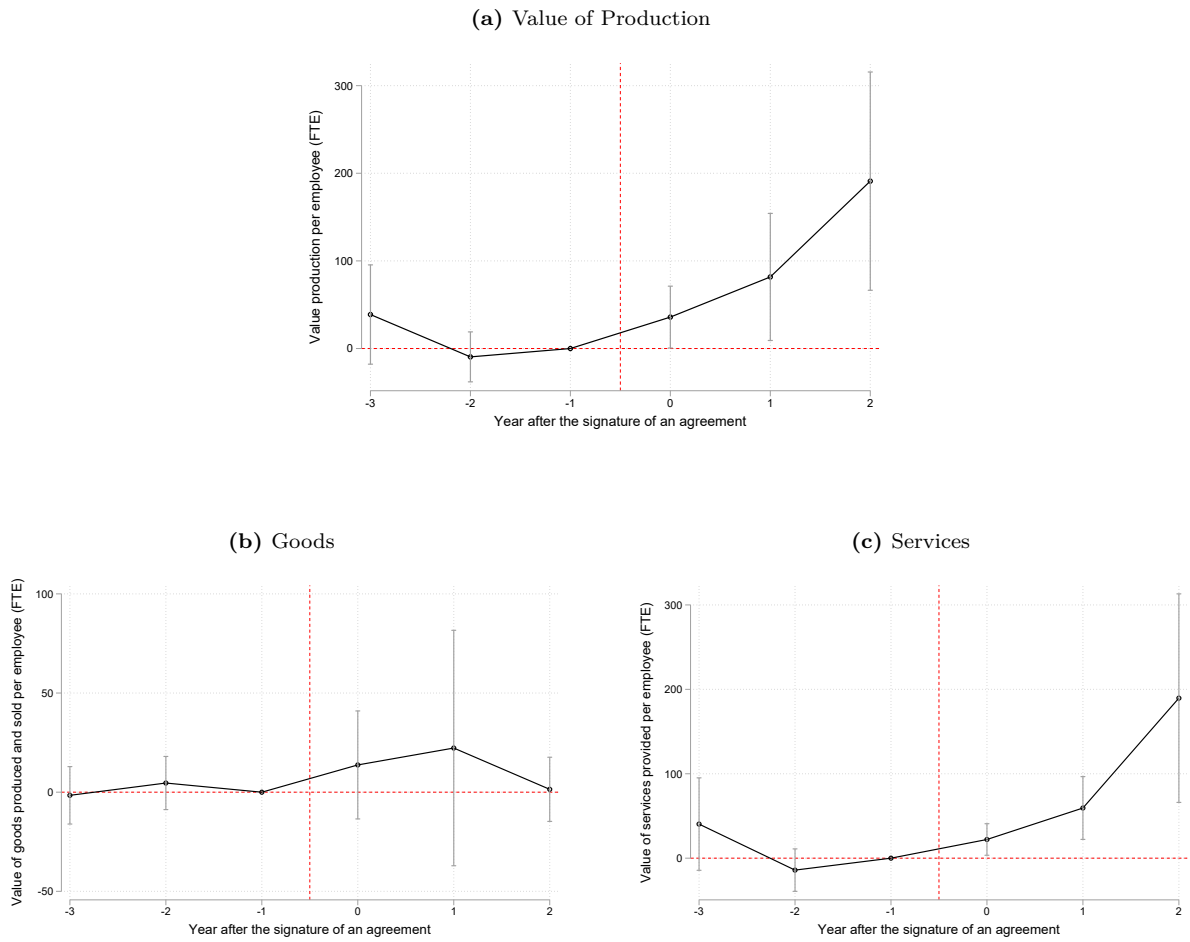 (a) Value of Production
Value production per employee (FTE)
300
200
100
0
-3 -2 -1 0 1 2
Year after the signature of an agreement
(b) Goods
Value of goods produced and sold per employee (FTE)
100
50
0
-50
-3 -2 -1 0 1 2
Year after the signature of an agreement
(c) Services
Value of services provided per employee (FTE)
300
200
100
0
-3 -2 -1 0 1 2
Year after the signature of an agreement